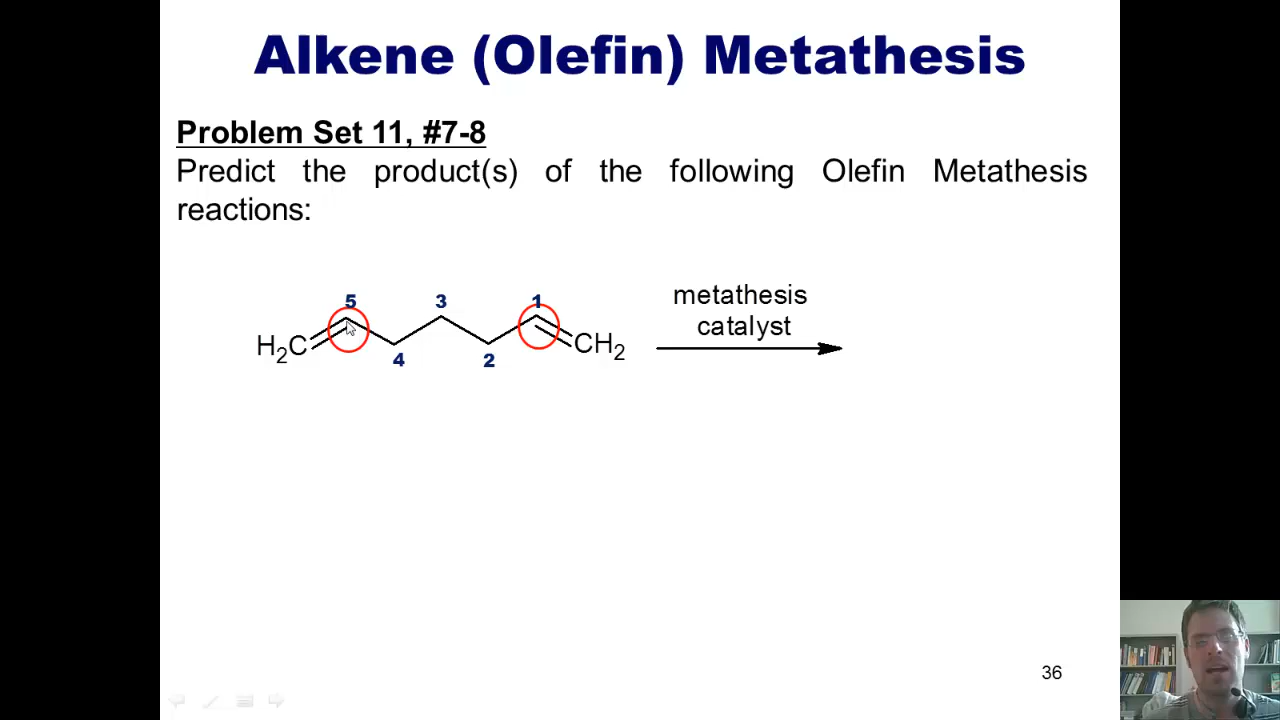 Alkene (Olefin) Metathesis
Problem Set 11, #7-8
Predict the product(s) of the following Olefin Metathesis
reactions:
5 3 1
H₂C CH₂
4 2
metathesis
catalyst
36